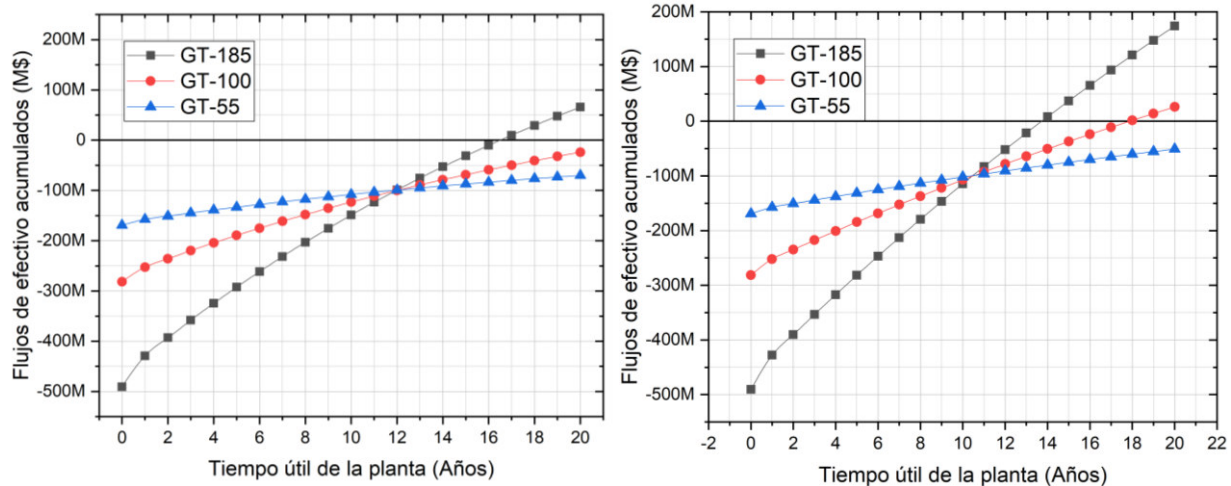 Flujos de efectivo acumulados (M$)
200M
100M
0
-100M
-200M
-300M
-400M
-500M
GT-185
GT-100
GT-55
0 2 4 6 8 10 12 14 16 18 20
Tiempo útil de la planta (Años)
Flujos de efectivo acumulados (M$)
200M
100M
0
-100M
-200M
-300M
-400M
-500M
GT-185
GT-100
GT-55
-2 0 2 4 6 8 10 12 14 16 18 20 22
Tiempo útil de la planta (Años)